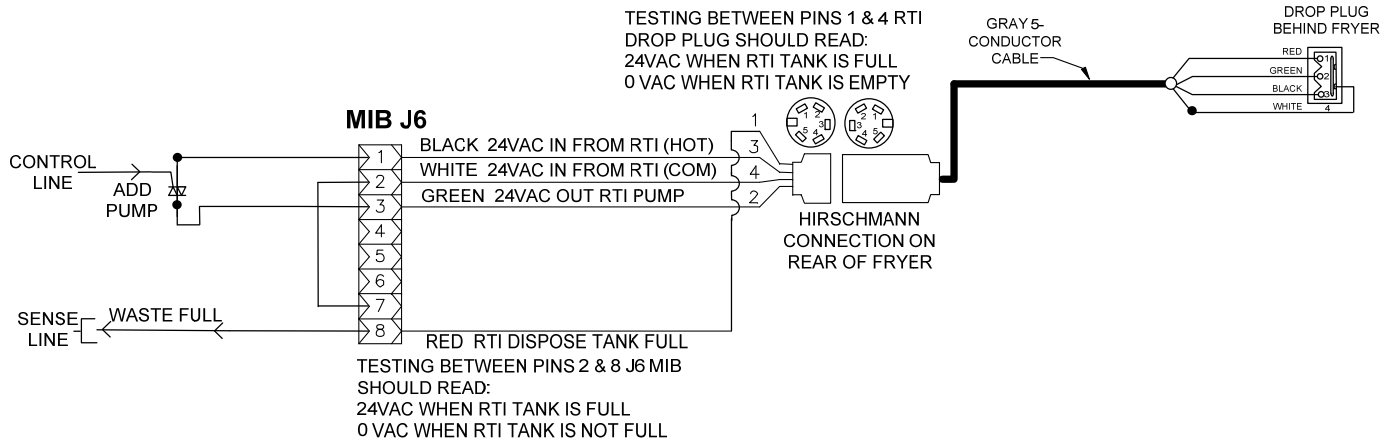 TESTING BETWEEN PINS 1 & 4 RTI
DROP PLUG SHOULD READ:
24VAC WHEN RTI TANK IS FULL
0 VAC WHEN RTI TANK IS EMPTY
GRAY 5-
CONDUCTOR
CABLE
DROP PLUG
BEHIND FRYER
RED
GREEN
BLACK
WHITE
1
2
3
4
MIB J6
1
2
3
4
5
6
7
8
CONTROL
LINE
ADD
PUMP
BLACK 24VAC IN FROM RTI (HOT)
WHITE 24VAC IN FROM RTI (COM)
GREEN 24VAC OUT RTI PUMP
1
3
4
2
1 2
3
5 4
2 1
3
4 5
HIRSCHMANN
CONNECTION ON
REAR OF FRYER
SENSE
LINE
WASTE FULL
RED RTI DISPOSE TANK FULL
TESTING BETWEEN PINS 2 & 8 J6 MIB
SHOULD READ:
24VAC WHEN RTI TANK IS FULL
0 VAC WHEN RTI TANK IS NOT FULL